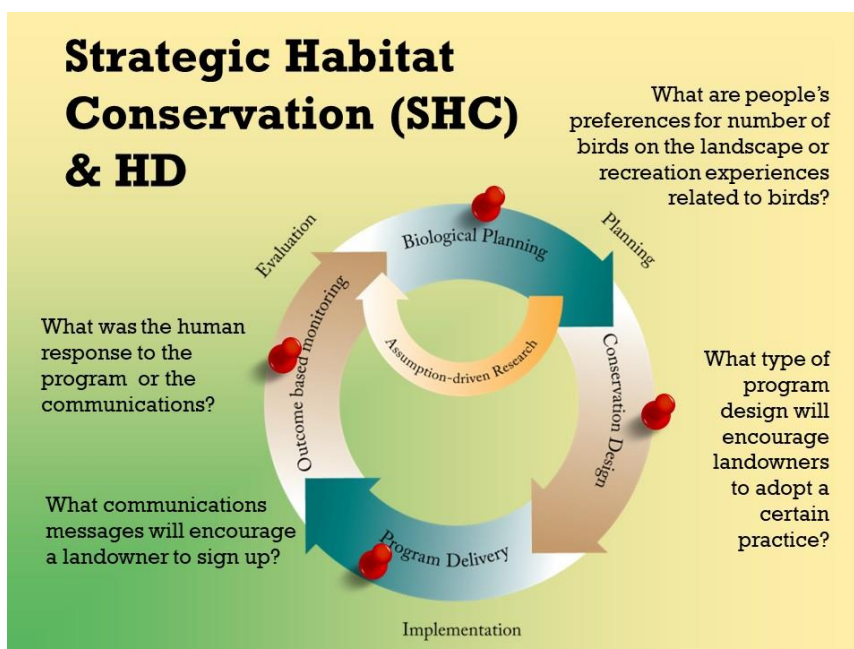 Strategic Habitat
Conservation (SHC)
& HD
What are people's
preferences for number of
birds on the landscape or
recreation experiences
related to birds?
Evaluation
Biological Planning
Planning
Outcome based monitoring
Assumption-driven Research
Conservation Design
What was the human
response to the
program or the
communications?
What type of
program
design will
encourage
landowners
to adopt a
certain
practice?
What communications
messages will encourage
a landowner to sign up?
Program Delivery
Implementation